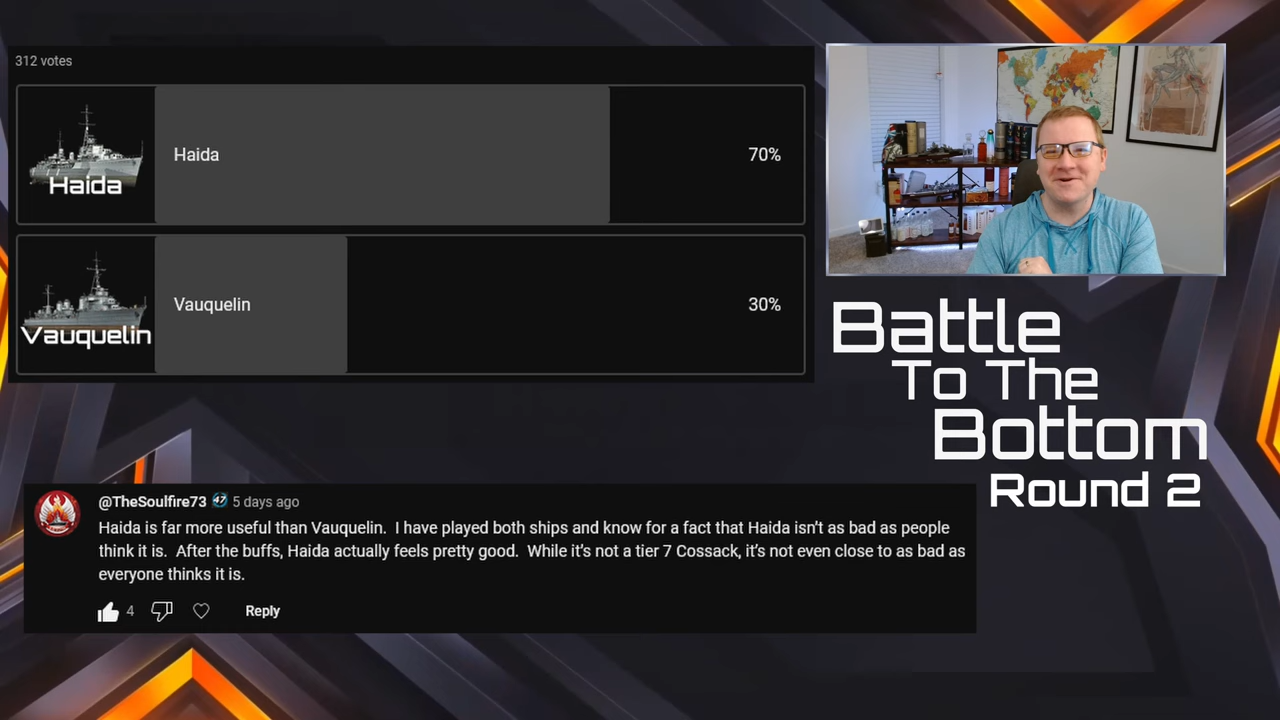 312 votes
Haida
Haida
70%
Vauquelin
Vauquelin
30%
Battle
To The
Bottom
Round 2
@TheSoulfire73 47 5 days ago
Haida is far more useful than Vauquelin. I have played both ships and know for a fact that Haida isn't as bad as people
think it is. After the buffs, Haida actually feels pretty good. While it's not a tier 7 Cossack, it's not even close to as bad as
everyone thinks it is.
4
Reply